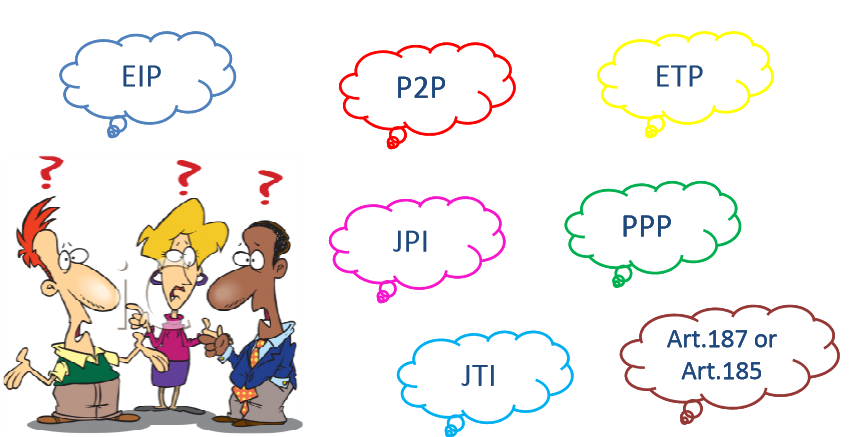 EIP
P2P
ETP
?
?
?
JPI
PPP
JTI
Art.187 or
Art.185